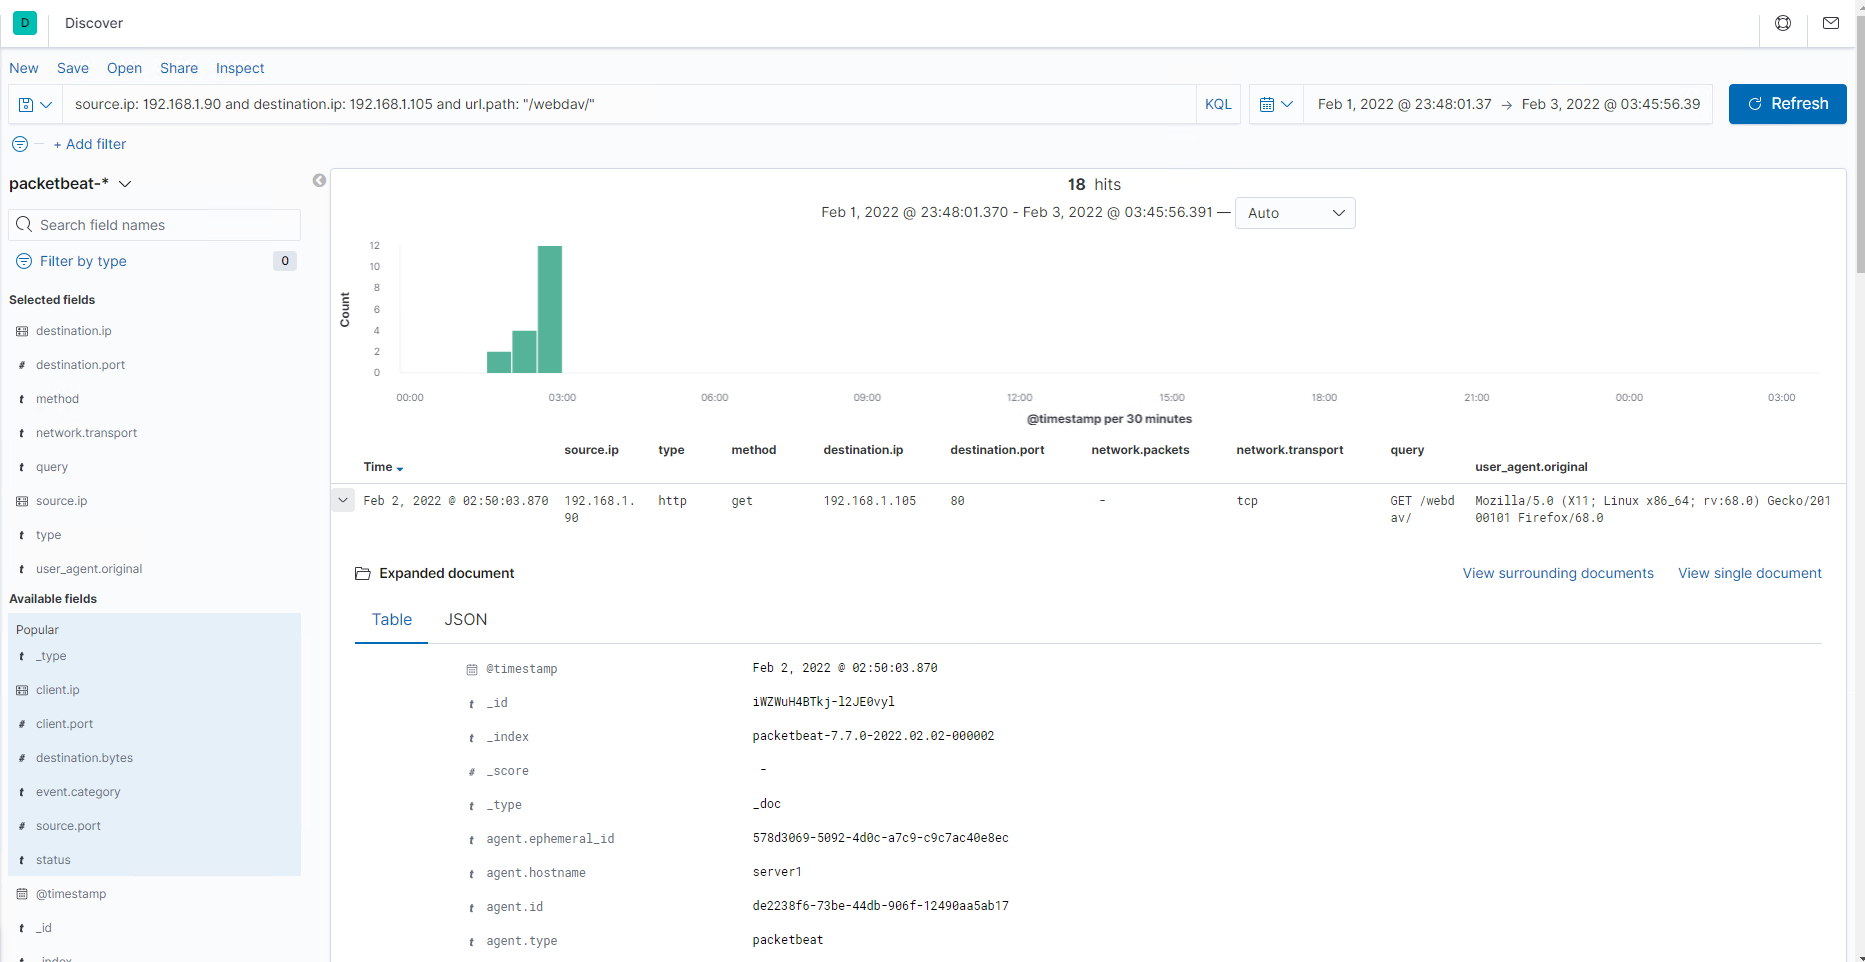 D Discover
New Save Open Share Inspect
source.ip: 192.168.1.90 and destination.ip: 192.168.1.105 and url.path: "/webdav/" KQL Feb 1, 2022 @ 23:48:01.37 → Feb 3, 2022 @ 03:45:56.39 Refresh
+ Add filter
packetbeat-*
Search field names
Filter by type 0
Selected fields
destination.ip
# destination.port
t method
t network.transport
t query
source.ip
t type
t user_agent.original
Available fields
Popular
t _type
client.ip
# client.port
# destination.bytes
t event.category
# source.port
t status
@timestamp
t _id
_index
18 hits
Feb 1, 2022 @ 23:48:01.370 - Feb 3, 2022 @ 03:45:56.391 — Auto
Count
12
10
8
6
4
2
0
00:00 03:00 06:00 09:00 12:00 15:00 18:00 21:00 00:00 03:00
@timestamp per 30 minutes
Time source.ip type method destination.ip destination.port network.packets network.transport query user_agent.original
Feb 2, 2022 @ 02:50:03.870 192.168.1. http get 192.168.1.105 80 - tcp GET /webd Mozilla/5.0 (X11; Linux x86_64; rv:68.0) Gecko/201
90 av/ 00101 Firefox/68.0
Expanded document View surrounding documents View single document
Table JSON
@timestamp Feb 2, 2022 @ 02:50:03.870
t _id iWZWuH4BTkj-l2JE0vyl
t _index packetbeat-7.7.0-2022.02.02-000002
# _score -
t _type _doc
t agent.ephemeral_id 578d3069-5092-4d0c-a7c9-c9c7ac40e8ec
t agent.hostname server1
t agent.id de2238f6-73be-44db-906f-12490aa5ab17
t agent.type packetbeat